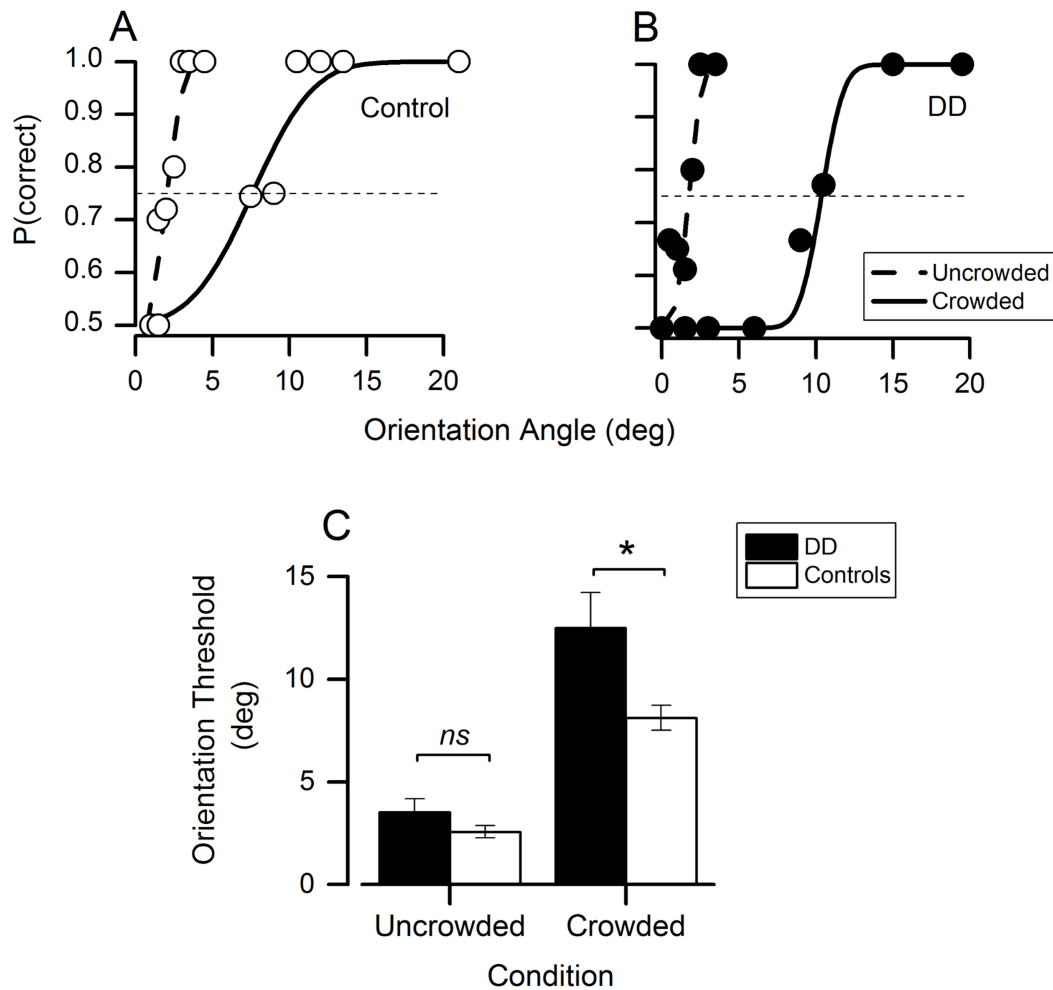 A
B
1.0
0.9
0.8
0.7
0.6
0.5
P(correct)
Control
DD
Uncrowded
Crowded
0 5 10 15 20
0 5 10 15 20
Orientation Angle (deg)
C
DD
Controls
*
ns
15
10
5
0
Orientation Threshold
(deg)
Uncrowded Crowded
Condition